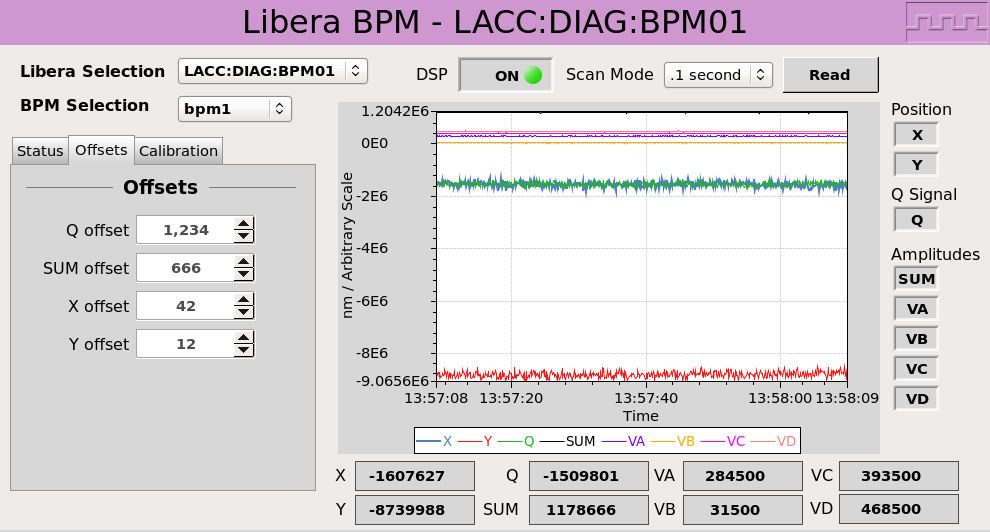 Libera BPM - LACC:DIAG:BPM01
Libera Selection LACC:DIAG:BPM01
DSP ON Scan Mode .1 second Read
BPM Selection bpm1
Status Offsets Calibration
Offsets
Q offset 1,234
SUM offset 666
X offset 42
Y offset 12
nm / Arbitrary Scale
1.2042E6
0E0
-2E6
-4E6
-6E6
-8E6
-9.0656E6
13:57:08 13:57:20 13:57:40 13:58:00 13:58:09
Time
X Y Q SUM VA VB VC VD
Position
X
Y
Q Signal
Q
Amplitudes
SUM
VA
VB
VC
VD
X -1607627 Q -1509801 VA 284500 VC 393500
Y -8739988 SUM 1178666 VB 31500 VD 468500